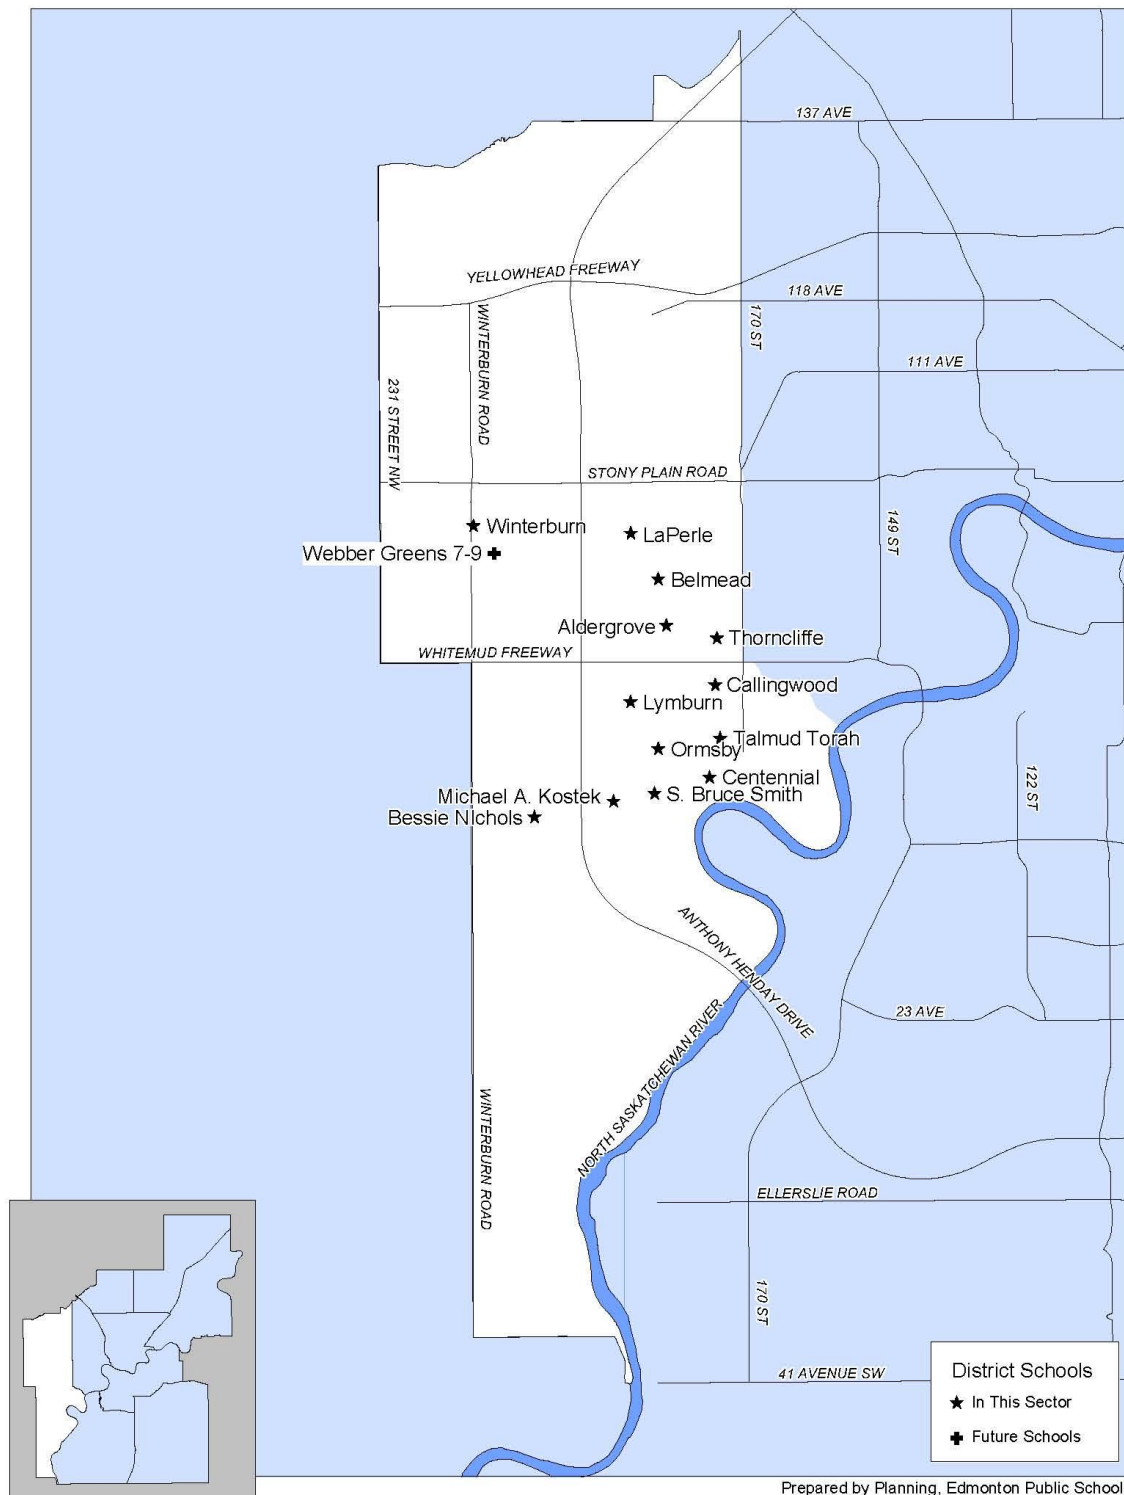 137 AVE
YELLOWHEAD FREEWAY
118 AVE
WINTERBURN ROAD
170 ST
111 AVE
231 STREET NW
STONY PLAIN ROAD
Winterburn
LaPerle
149 ST
Webber Greens 7-9
Belmead
Aldergrove
Thorncliffe
WHITEMUD FREEWAY
Callingwood
Lymburn
Talmud Torah
Ormsby
122 ST
Centennial
Michael A. Kostek
S. Bruce Smith
Bessie NIchols
ANTHONY HENDAY DRIVE
23 AVE
NORTH SASKATCHEWAN RIVER
WINTERBURN ROAD
ELLERSLIE ROAD
170 ST
41 AVENUE SW
District Schools
In This Sector
Future Schools
Prepared by Planning, Edmonton Public School